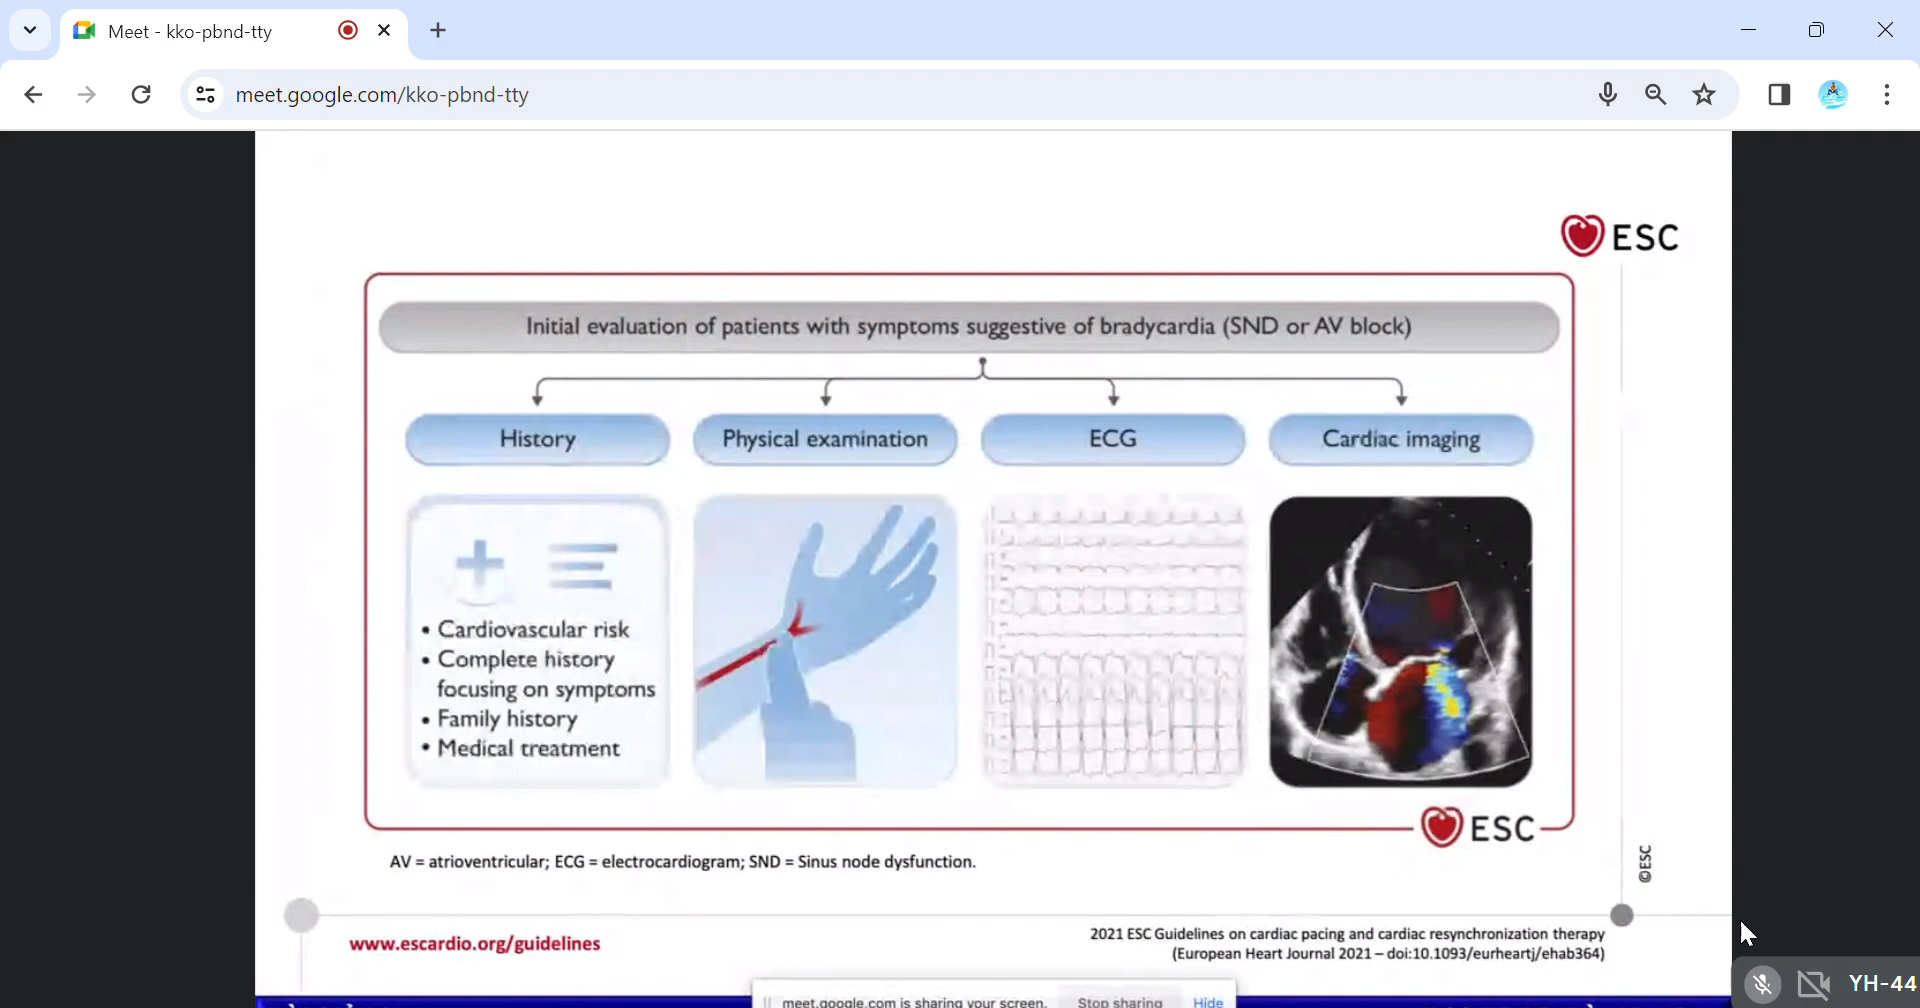 Meet - kko-pbnd-tty
meet.google.com/kko-pbnd-tty
ESC
Initial evaluation of patients with symptoms suggestive of bradycardia (SND or AV block)
History
Physical examination
ECG
Cardiac imaging
• Cardiovascular risk
• Complete history
focusing on symptoms
• Family history
• Medical treatment
ESC
AV = atrioventricular; ECG = electrocardiogram; SND = Sinus node dysfunction.
©ESC
www.escardio.org/guidelines
2021 ESC Guidelines on cardiac pacing and cardiac resynchronization therapy
(European Heart Journal 2021 – doi:10.1093/eurheartj/ehab364)
YH-44
meet.google.com is sharing your screen.
Stop sharing
Hide